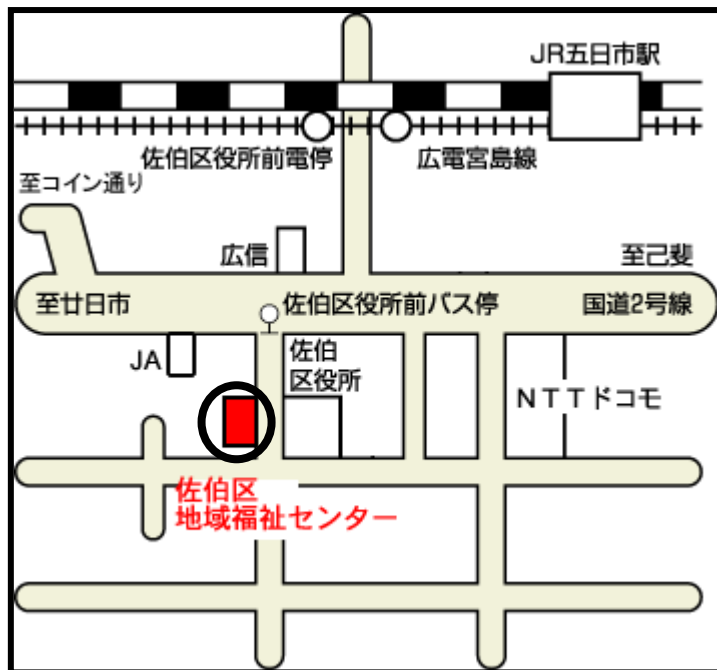 JR五日市駅
佐伯区役所前電停
広電宮島線
至コイン通り
広信
至己斐
至廿日市
佐伯区役所前バス停
国道2号線
JA
佐伯
区役所
NTTドコモ
佐伯区
地域福祉センター